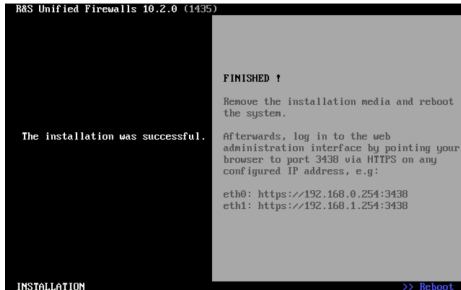 R&S Unified Firewalls 10.2.0 (1435)
The installation was successful.
FINISHED !
Remove the installation media and reboot
the system.
Afterwards, log in to the web
administration interface by pointing your
browser to port 3438 via HTTPS on any
configured IP address, e.g:
eth0: https://192.168.0.254:3438
eth1: https://192.168.1.254:3438
INSTALLATION
>> Reboot